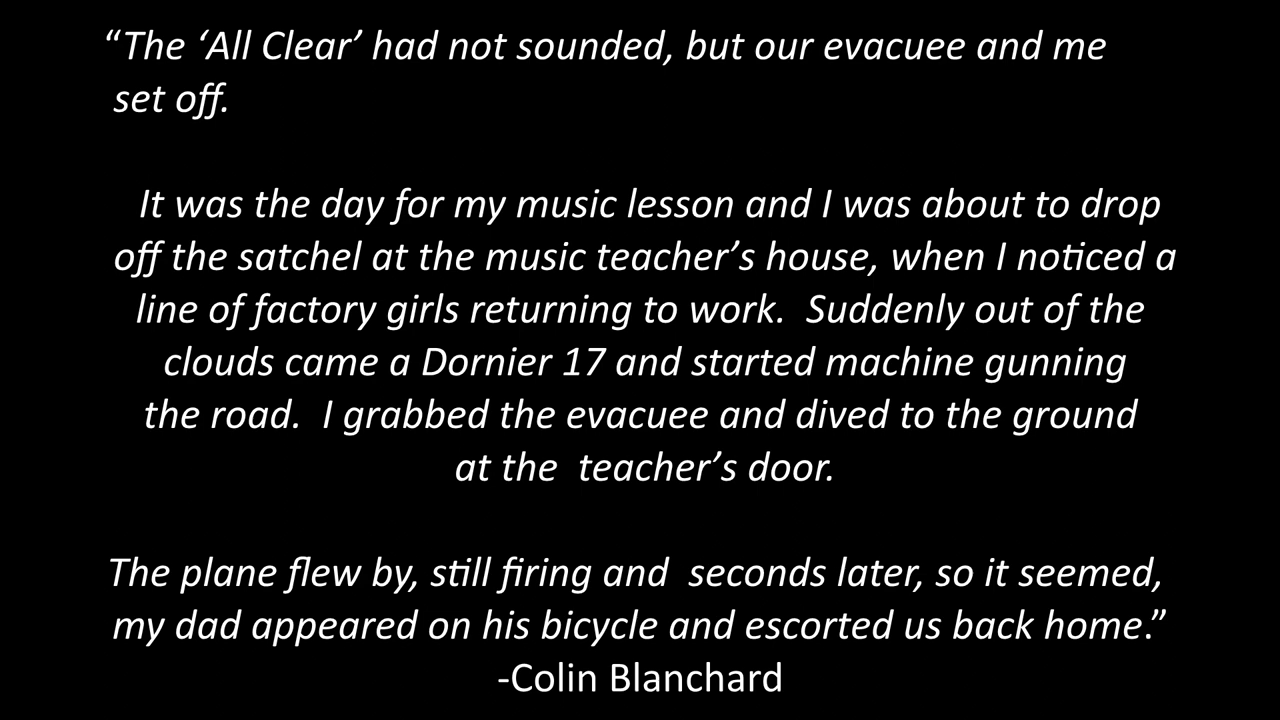 “The ‘All Clear’ had not sounded, but our evacuee and me
set off.
It was the day for my music lesson and I was about to drop
off the satchel at the music teacher’s house, when I noticed a
line of factory girls returning to work.  Suddenly out of the
clouds came a Dornier 17 and started machine gunning
the road.  I grabbed the evacuee and dived to the ground
at the  teacher’s door.
The plane flew by, still firing and  seconds later, so it seemed,
my dad appeared on his bicycle and escorted us back home.”
-Colin Blanchard